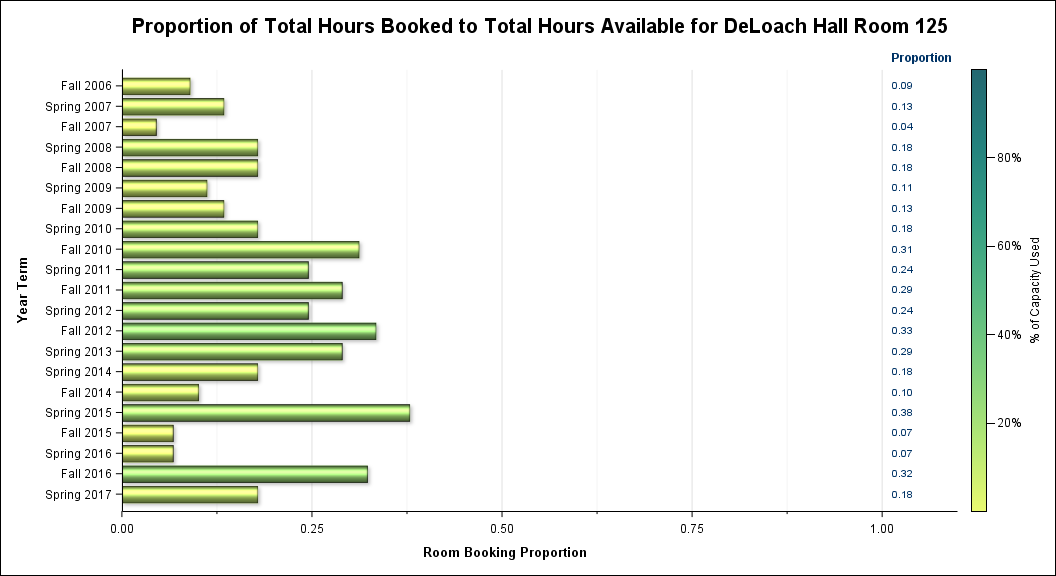 Proportion of Total Hours Booked to Total Hours Available for DeLoach Hall Room 125
Proportion
Fall 2006 0.09
Spring 2007 0.13
Fall 2007 0.04
Spring 2008 0.18
Fall 2008 0.18
Spring 2009 0.11
Fall 2009 0.13
Spring 2010 0.18
Fall 2010 0.31
Spring 2011 0.24
Fall 2011 0.29
Spring 2012 0.24
Fall 2012 0.33
Spring 2013 0.29
Spring 2014 0.18
Fall 2014 0.10
Spring 2015 0.38
Fall 2015 0.07
Spring 2016 0.07
Fall 2016 0.32
Spring 2017 0.18
Year Term
0.00 0.25 0.50 0.75 1.00
Room Booking Proportion
80%
60%
40%
20%
% of Capacity Used